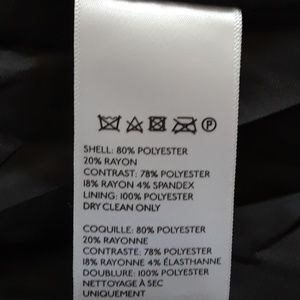 P
SHELL: 80% POLYESTER
20% RAYON
CONTRAST: 78% POLYESTER
18% RAYON 4% SPANDEX
LINING: 100% POLYESTER
DRY CLEAN ONLY
COQUILLE: 80% POLYESTER
20% RAYONNE
CONTRASTE: 78% POLYESTER
18% RAYONNE 4% ÉLASTHANNE
DOUBLURE: 100% POLYESTER
NETTOYAGE À SEC
UNIQUEMENT